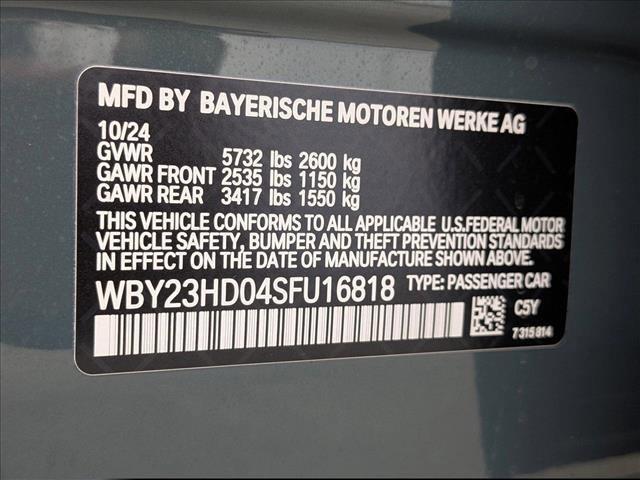 MFD BY BAYERISCHE MOTOREN WERKE AG
10/24
GVWR 5732 lbs 2600 kg
GAWR FRONT 2535 lbs 1150 kg
GAWR REAR 3417 lbs 1550 kg
THIS VEHICLE CONFORMS TO ALL APPLICABLE U.S.FEDERAL MOTOR
VEHICLE SAFETY, BUMPER AND THEFT PREVENTION STANDARDS
IN EFFECT ON THE DATE OF MANUFACTURE SHOWN ABOVE.
WBY23HD04SFU16818 TYPE: PASSENGER CAR
C5Y
7315814